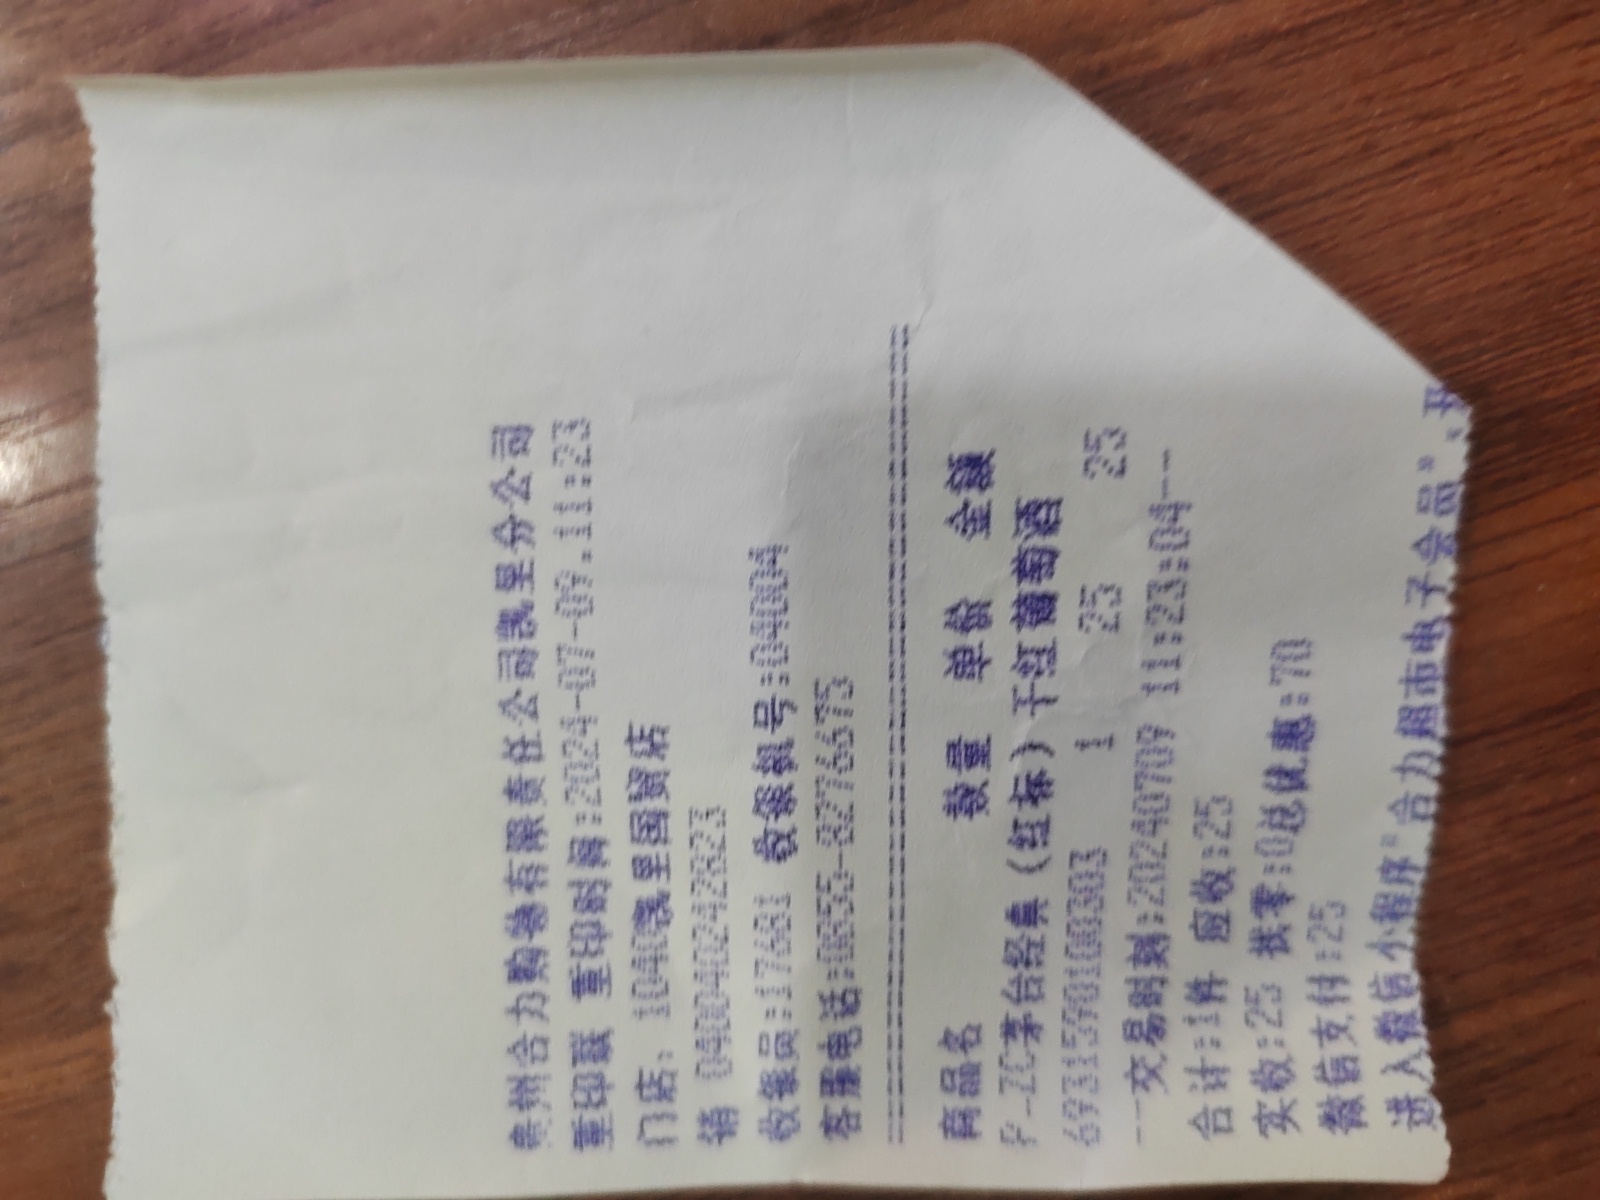 贵州合力购物有限责任公司凯里分公司
重印联 重印时间:2024-07-09.11:23
门店: 1040凯里国贸店
销 040040242823
收银员:17681 收银机号:04004
客服电话:0855-8276675
================================
商品名 数量 单价 金额
P-ZC茅台经典(红标)干红葡萄酒
6931590100303 1 25 25
--交易时刻:20240709 11:23:04--
合计:1件 应收:25
实收:25 找零:0总优惠:70
微信支付:25
进入微信小程序"合力超市电子会员",开